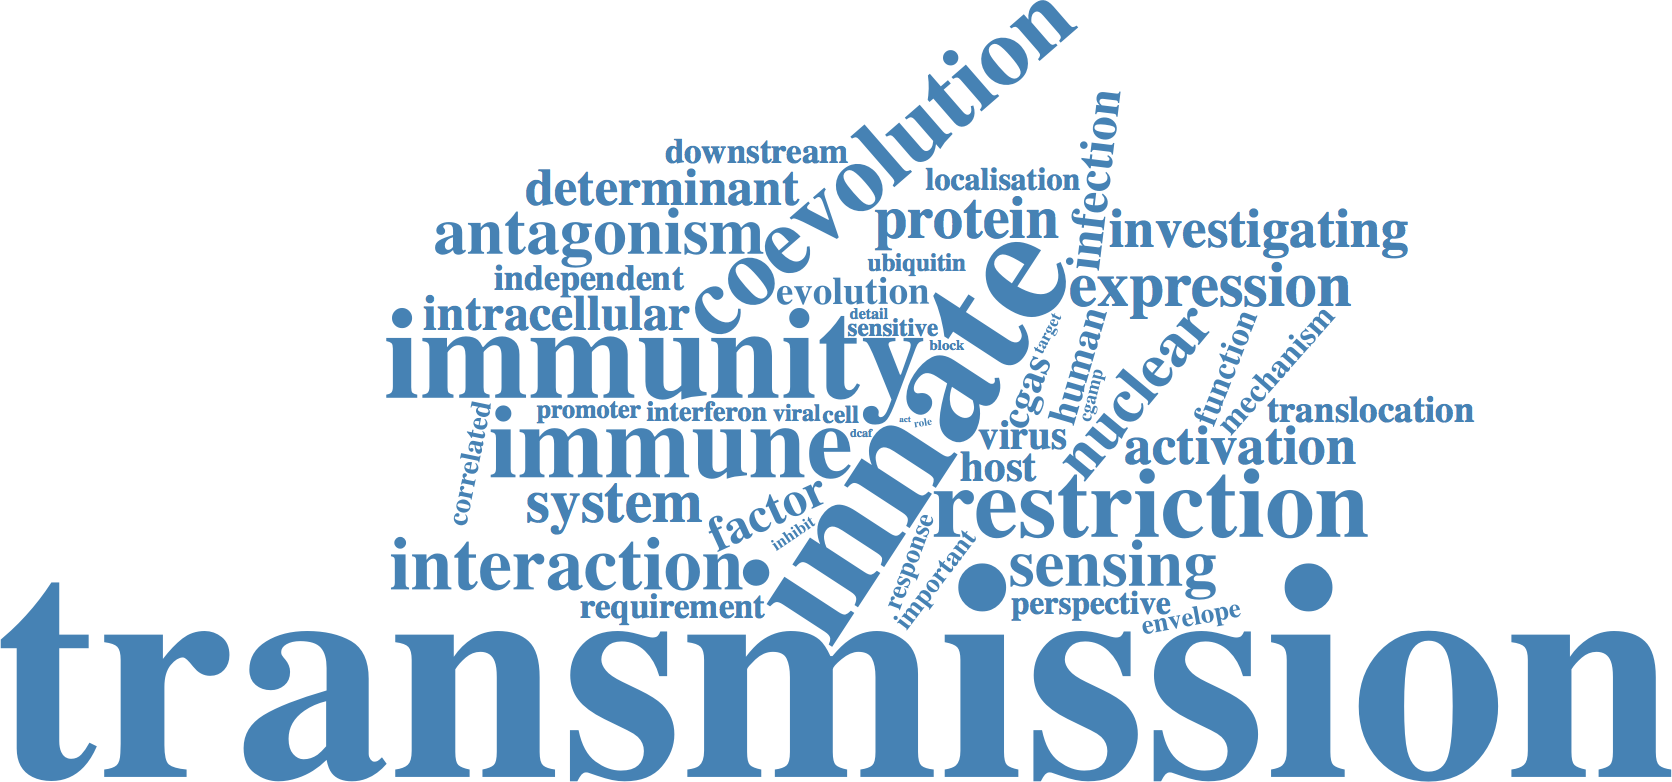 coevolution
downstream
determinant
localisation
infection
antagonism
protein
investigating
independent
ubiquitin
evolution
expression
intracellular
detail
sensitive
block
immunity
innate
target
human
nuclear
function
mechanism
cgas
cgamp
correlated
promoter
interferon
viral
cell
act
role
translocation
immune
dcaf
virus
activation
host
system
factor
inhibit
restriction
response
important
interaction
sensing
requirement
perspective
envelope
transmission